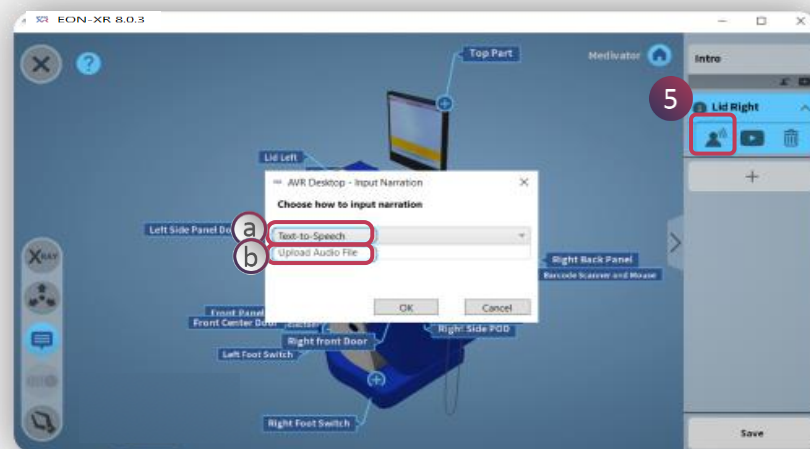 EON-XR 8.0.3
Top Part
Medivator
Intro
5
Lid Right
Lid Left
AVR Desktop - Input Narration
Choose how to input narration
Left Side Panel Do
a
Text-to-Speech
b
Upload Audio File
XRAY
Right Back Panel
Barcode Scanner and Mouse
OK
Cancel
Front Panel
Front Center Door
Right Side POD
Right front Door
Left Foot Switch
Right Foot Switch
Save